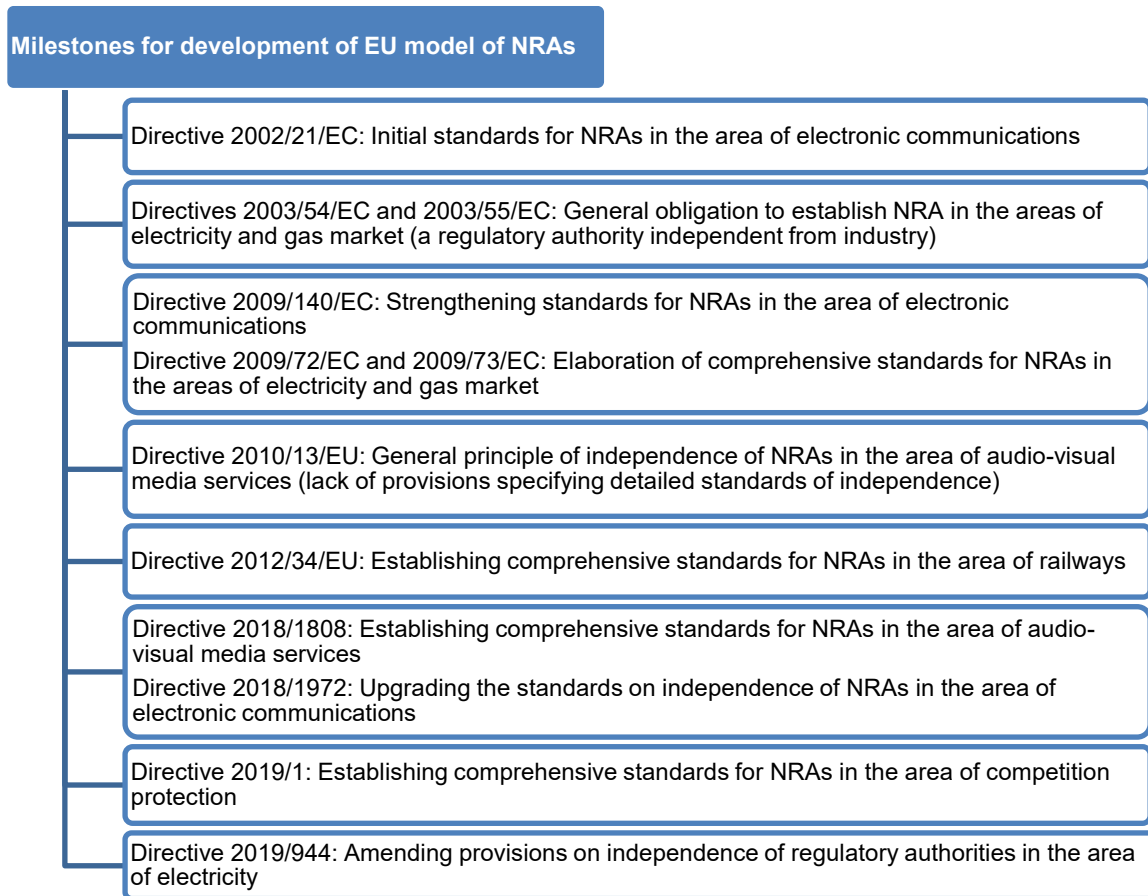 Milestones for development of EU model of NRAs
Directive 2002/21/EC: Initial standards for NRAs in the area of electronic communications
Directives 2003/54/EC and 2003/55/EC: General obligation to establish NRA in the areas of
electricity and gas market (a regulatory authority independent from industry)
Directive 2009/140/EC: Strengthening standards for NRAs in the area of electronic
communications
Directive 2009/72/EC and 2009/73/EC: Elaboration of comprehensive standards for NRAs in
the areas of electricity and gas market
Directive 2010/13/EU: General principle of independence of NRAs in the area of audio-visual
media services (lack of provisions specifying detailed standards of independence)
Directive 2012/34/EU: Establishing comprehensive standards for NRAs in the area of railways
Directive 2018/1808: Establishing comprehensive standards for NRAs in the area of audio-
visual media services
Directive 2018/1972: Upgrading the standards on independence of NRAs in the area of
electronic communications
Directive 2019/1: Establishing comprehensive standards for NRAs in the area of competition
protection
Directive 2019/944: Amending provisions on independence of regulatory authorities in the area
of electricity